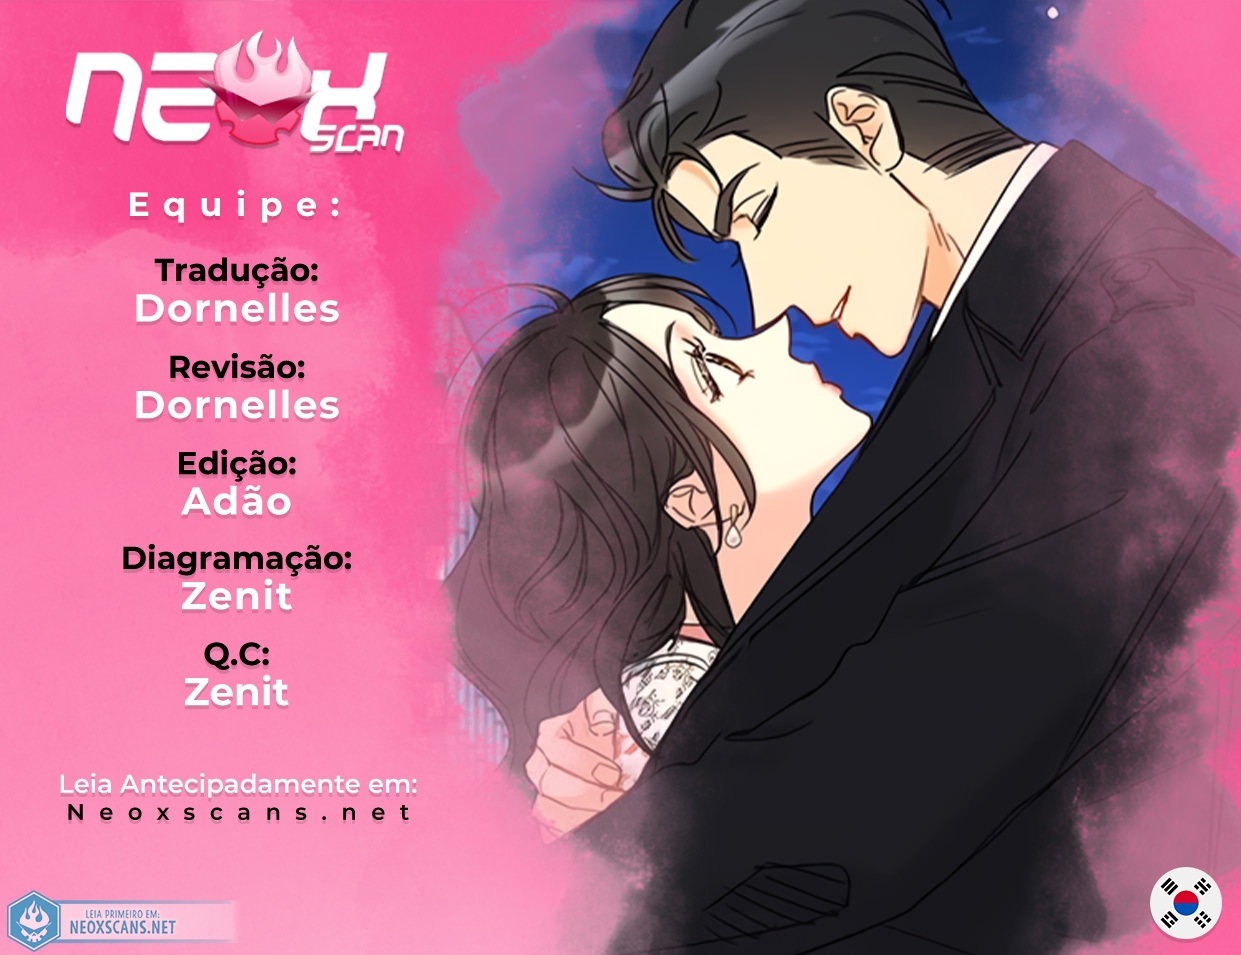 NEOX
SCAN
Equipe:
Tradução:
Dornelles
Revisão:
Dornelles
Edição:
Adão
Diagramação:
Zenit
Q.C:
Zenit
Leia Antecipadamente em:
Neoxscans.net
LEIA PRIMEIRO EM:
NEOXSCANS.NET